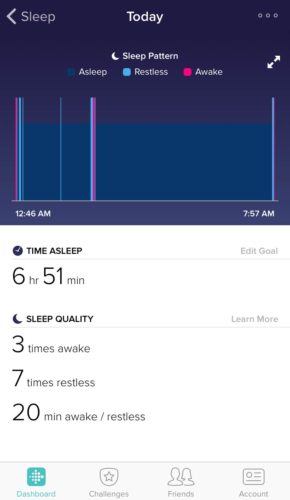 Sleep Today
Sleep Pattern
Asleep Restless Awake
12:46 AM 7:57 AM
TIME ASLEEP Edit Goal
6 hr 51 min
SLEEP QUALITY Learn More
3 times awake
7 times restless
20 min awake / restless
Dashboard Challenges Friends Account